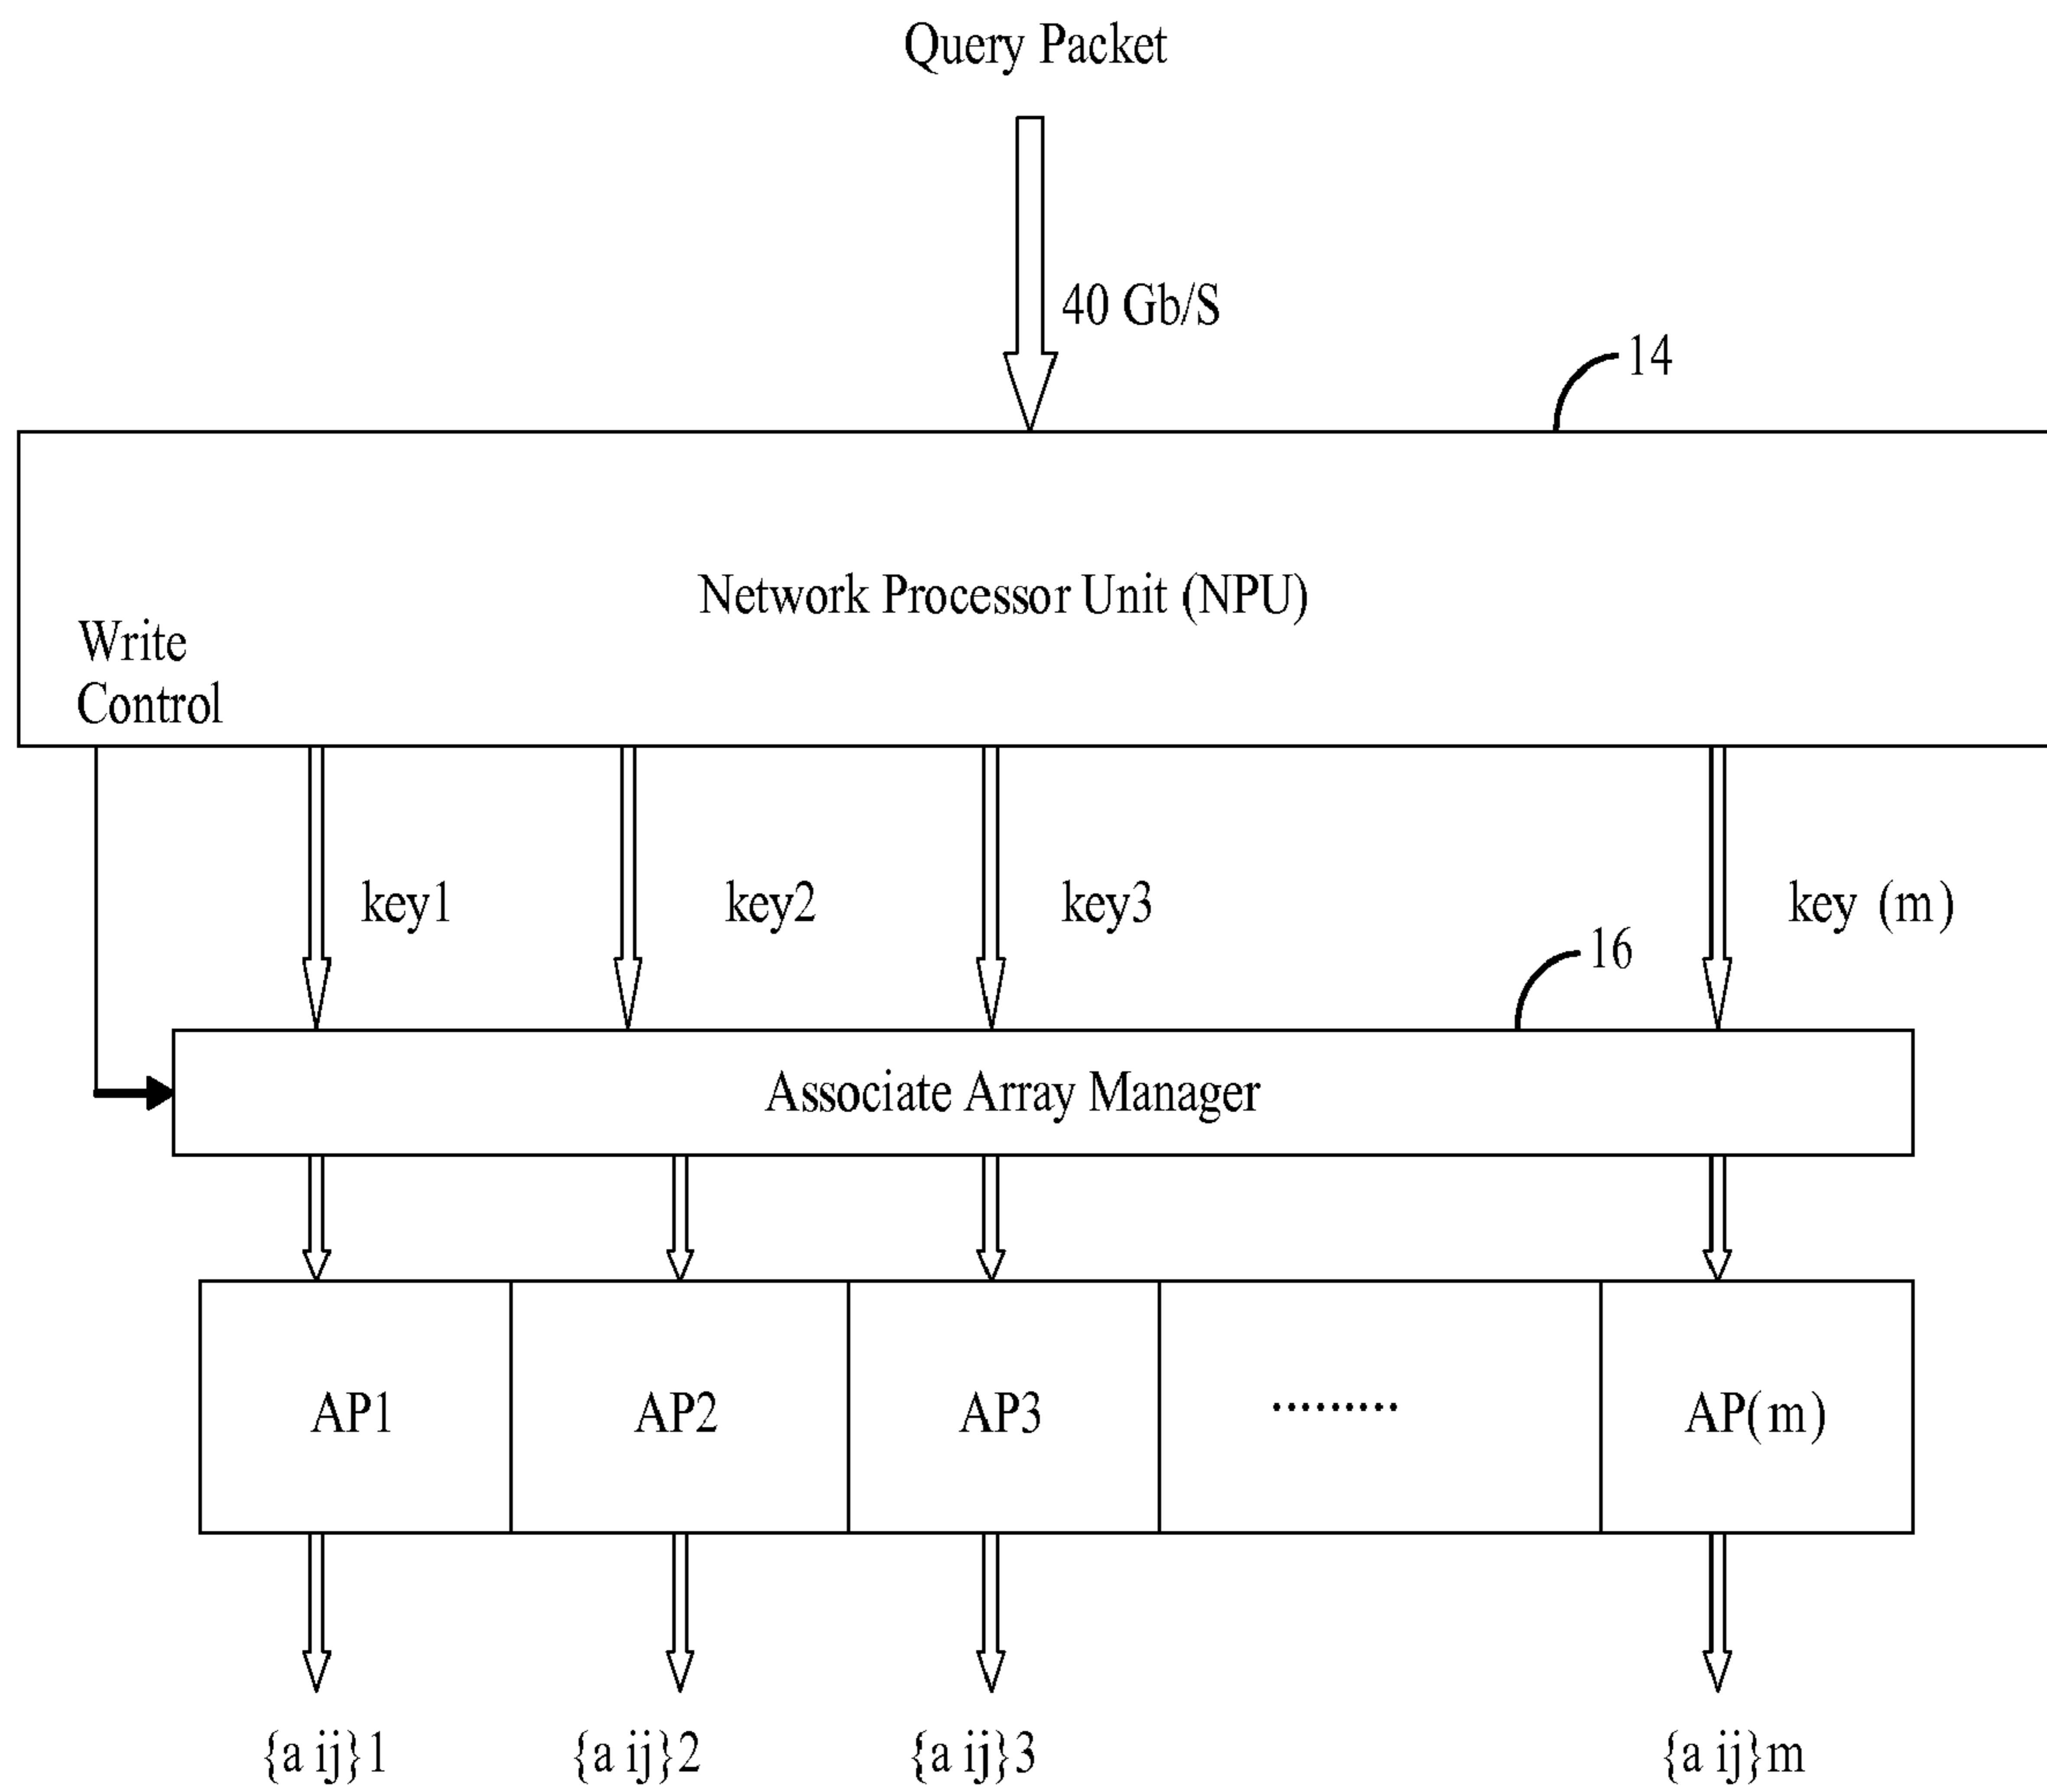 Query Packet
40 Gb/S
14
Network Processor Unit (NPU)
Write
Control
key1 key2 key3 key (m)
16
Associate Array Manager
AP1 AP2 AP3 ......... AP(m)
{a ij}1 {a ij}2 {a ij}3 {a ij}m